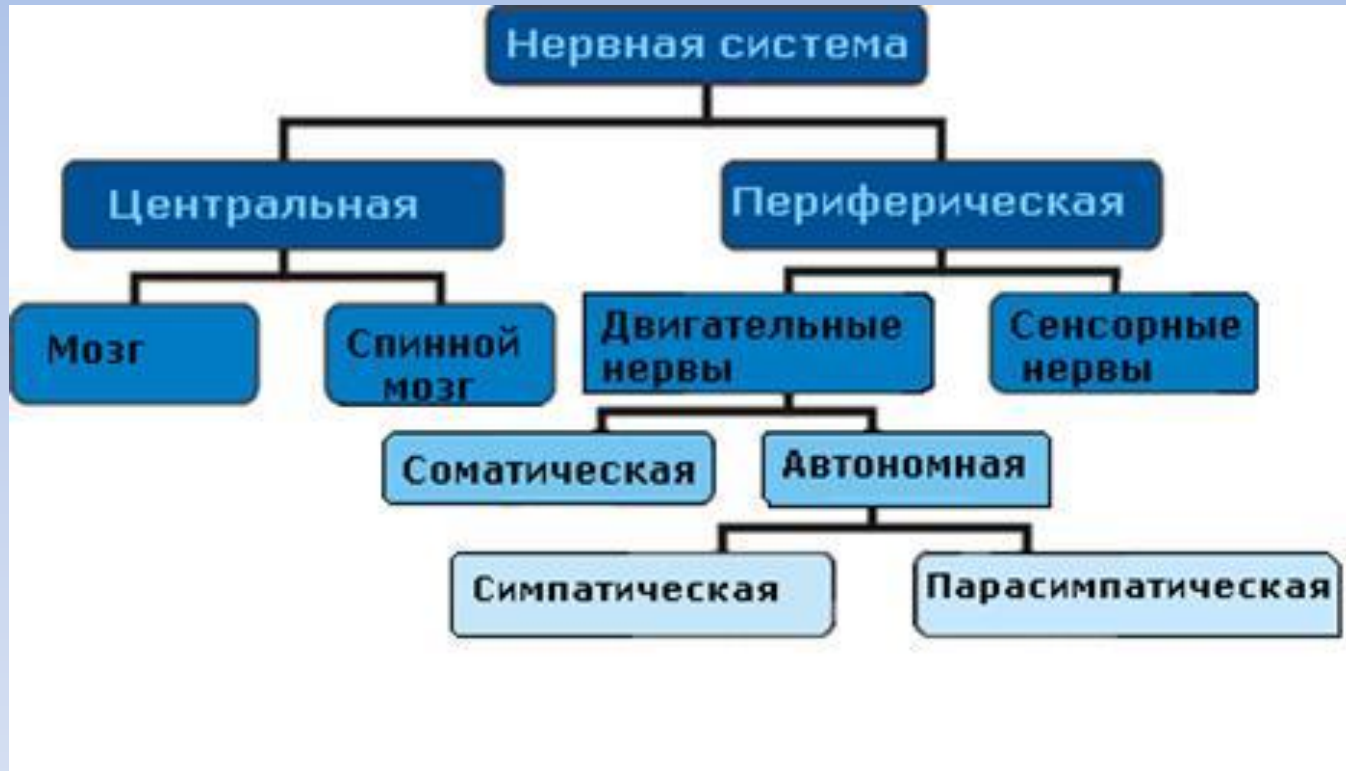 Нервная система
Центральная
Периферическая
Мозг
Спинной
мозг
Двигательные
нервы
Сенсорные
нервы
Соматическая
Автономная
Симпатическая
Парасимпатическая